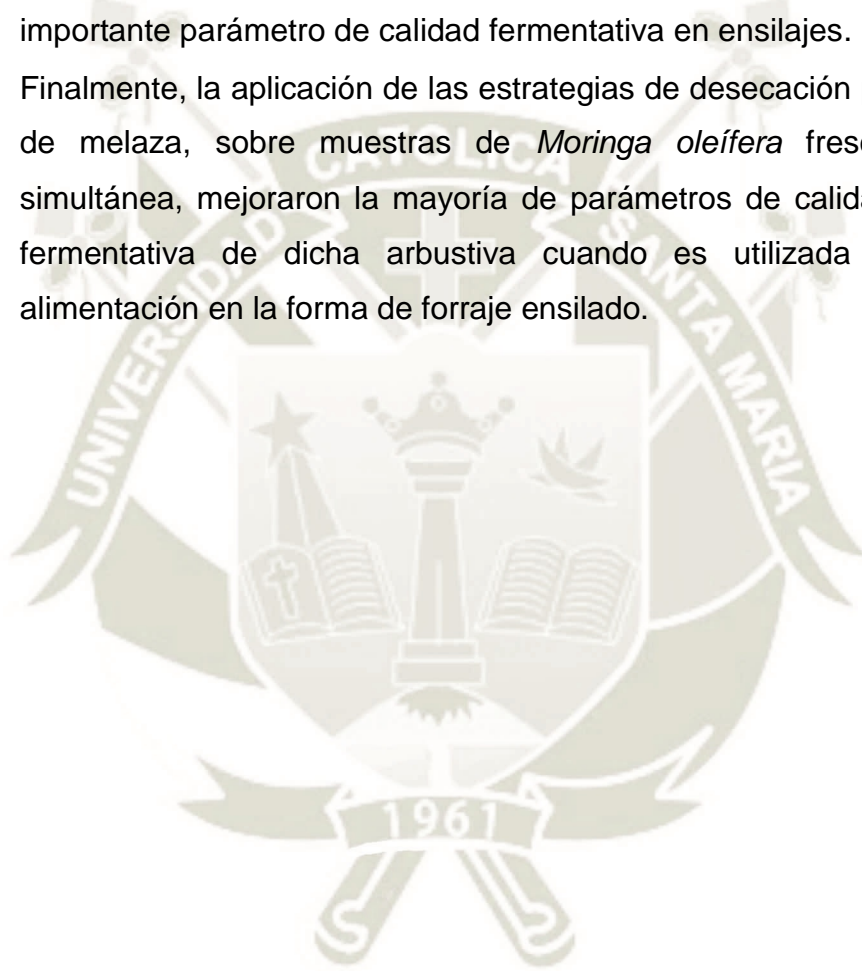 importante parámetro de calidad fermentativa en ensilajes.
Finalmente, la aplicación de las estrategias de desecación
de melaza, sobre muestras de Moringa oleífera
simultánea, mejoraron la mayoría de parámetros de
fermentativa de dicha arbustiva cuando es utilizada
alimentación en la forma de forraje ensilado.
UNIVERSIDAD CATOLICA SANTA MARIA
1961